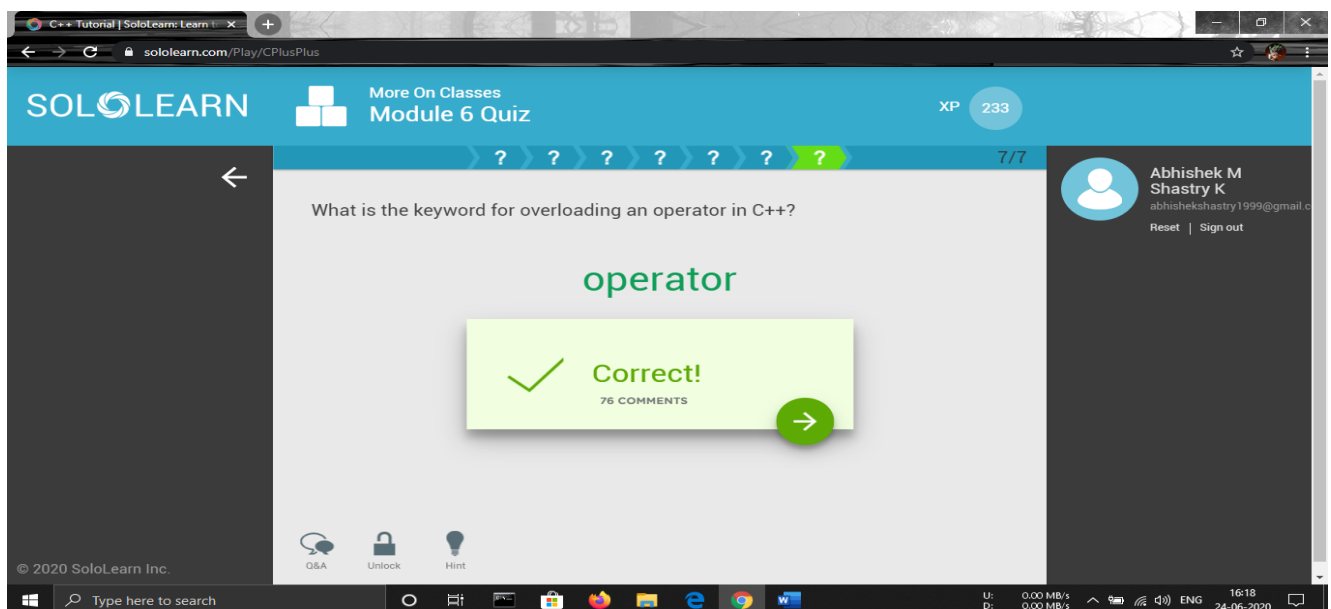 C++ Tutorial | SoloLearn: Learn t
sololearn.com/Play/CPlusPlus
SOLOLEARN
More On Classes
Module 6 Quiz
XP 233
? ? ? ? ? ? ?
7/7
Abhishek M
Shastry K
abhishekshastry1999@gmail.c
Reset | Sign out
What is the keyword for overloading an operator in C++?
operator
Correct!
76 COMMENTS
Q&A Unlock Hint
© 2020 SoloLearn Inc.
Type here to search
U: 0.00 MB/s
D: 0.00 MB/s
ENG
16:18
24-06-2020